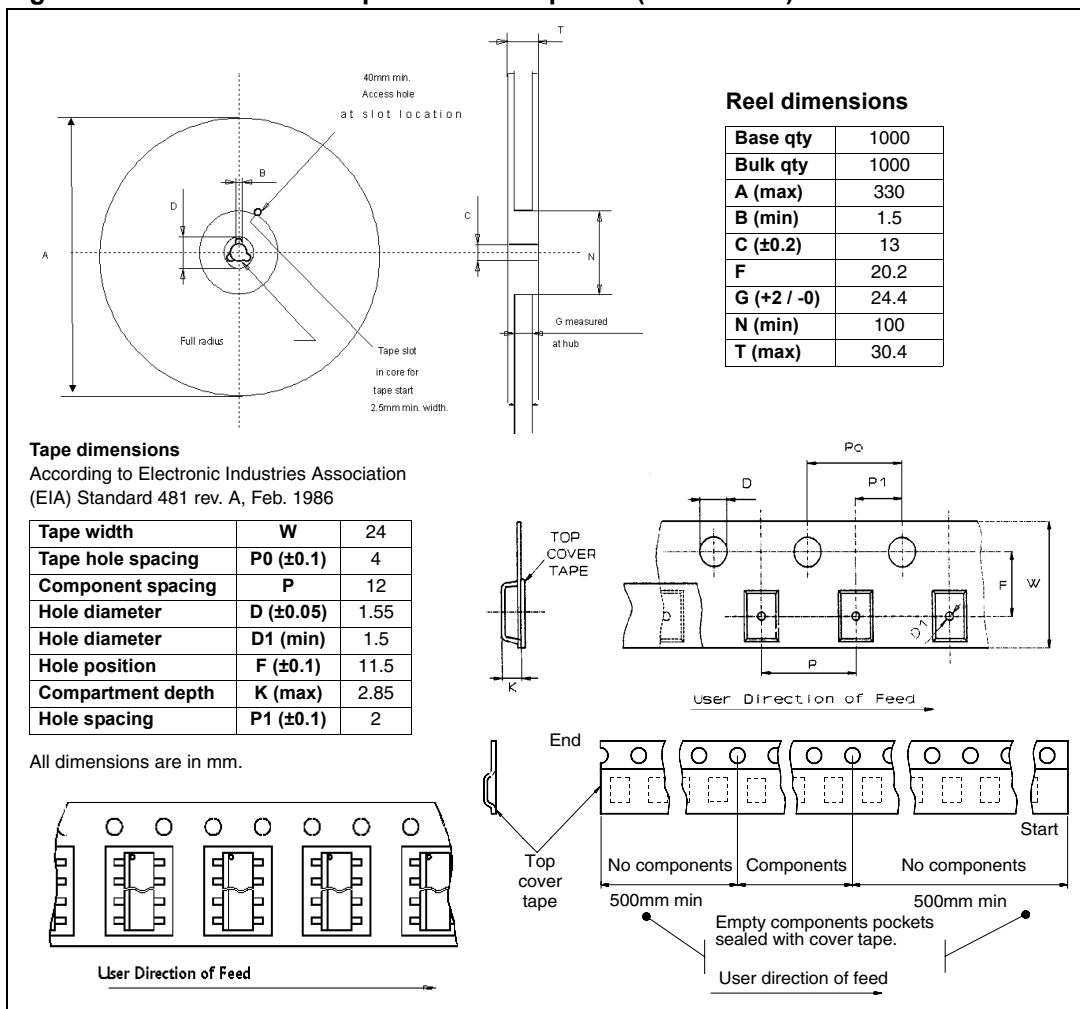 T
40mm min.
Access hole
at slot location
B
D
C
A
N
G measured
at hub
Full radius
Tape slot
in core for
tape start
2.5mm min. width.
Reel dimensions
Base qty 1000
Bulk qty 1000
A (max) 330
B (min) 1.5
C (±0.2) 13
F 20.2
G (+2 / -0) 24.4
N (min) 100
T (max) 30.4
Tape dimensions
According to Electronic Industries Association
(EIA) Standard 481 rev. A, Feb. 1986
Tape width W 24
Tape hole spacing P0 (±0.1) 4
Component spacing P 12
Hole diameter D (±0.05) 1.55
Hole diameter D1 (min) 1.5
Hole position F (±0.1) 11.5
Compartment depth K (max) 2.85
Hole spacing P1 (±0.1) 2
All dimensions are in mm.
Po
D
P1
TOP
COVER
TAPE
F
W
D1
K
P
User Direction of Feed
End
Start
Top
cover
tape
No components
Components
No components
500mm min
500mm min
Empty components pockets
sealed with cover tape.
User direction of feed
User Direction of Feed